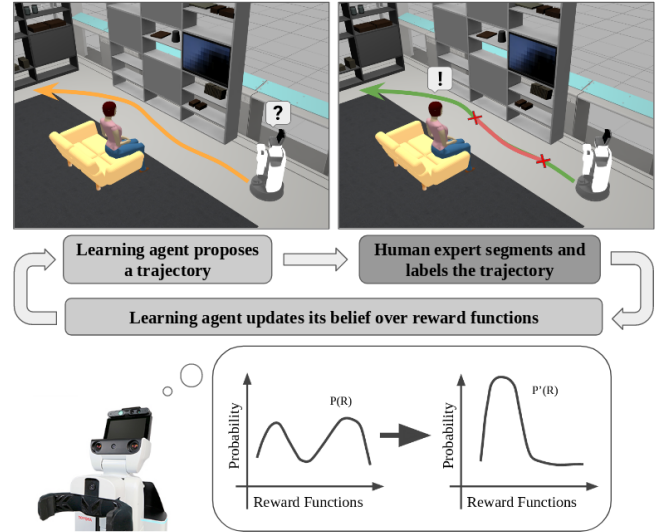 ?
!
Learning agent proposes
a trajectory
Human expert segments and
labels the trajectory
Learning agent updates its belief over reward functions
Probability
P(R)
Reward Functions
Probability
P'(R)
Reward Functions